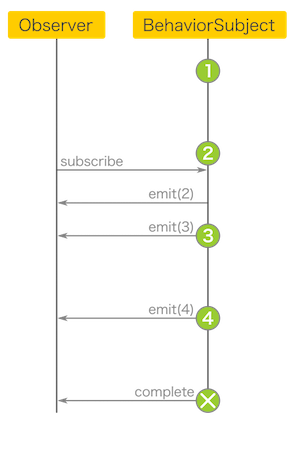 Observer BehaviorSubject
1
2
subscribe
emit(2)
emit(3)
3
emit(4)
4
complete